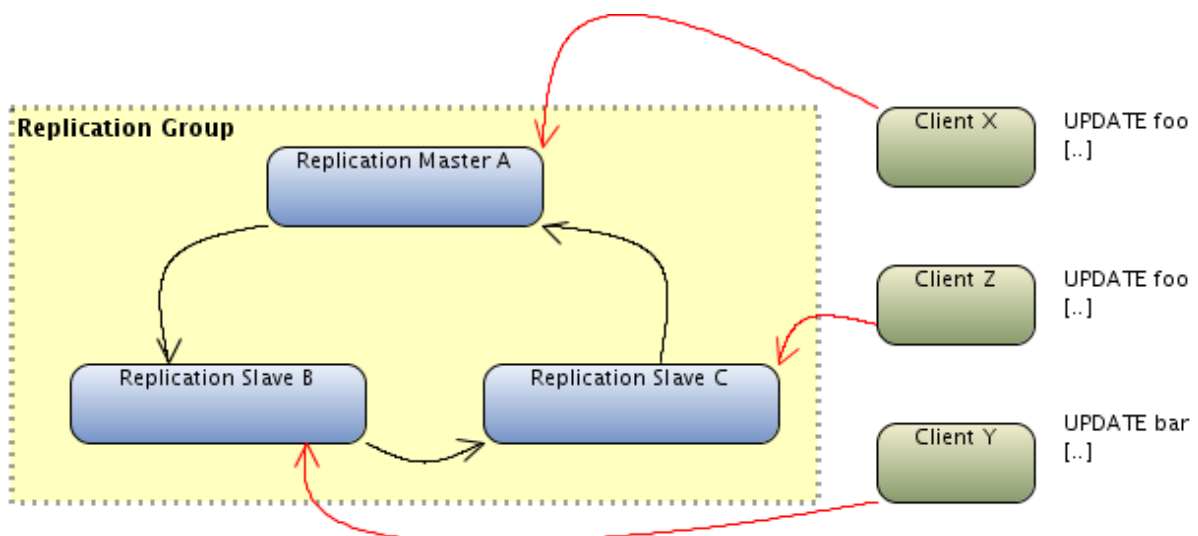 Replication Group
Replication Master A
Replication Slave B
Replication Slave C
Client X
UPDATE foo
[..]
Client Z
UPDATE foo
[..]
Client Y
UPDATE bar
[..]